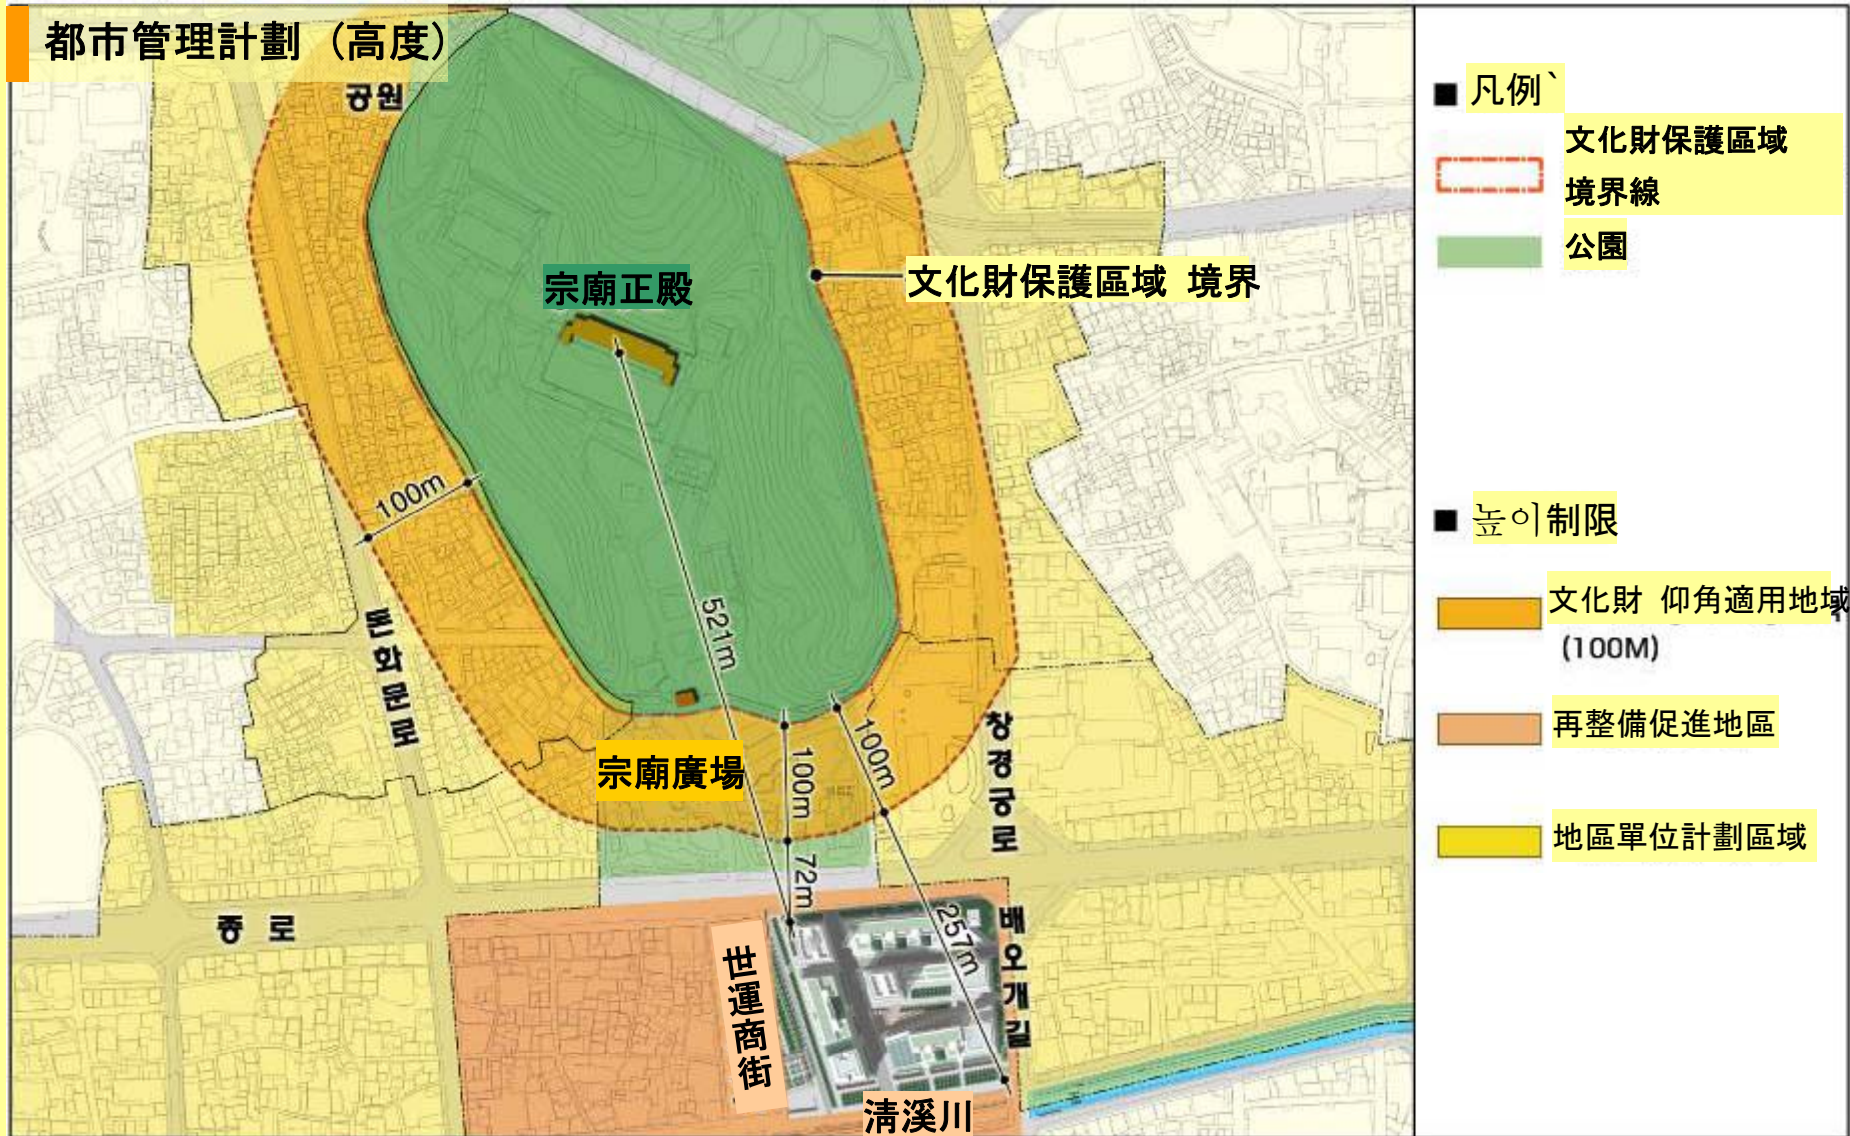 都市管理計劃 (高度)
공원
宗廟正殿
文化財保護區域 境界
100m
521m
돈화문로
宗廟廣場
100m
100m
창경궁로
72m
종 로
257m
배오개길
世運商街
淸溪川
■ 凡例`
文化財保護區域
境界線
公園
■ 높이制限
文化財 仰角適用地域
(100M)
再整備促進地區
地區單位計劃區域